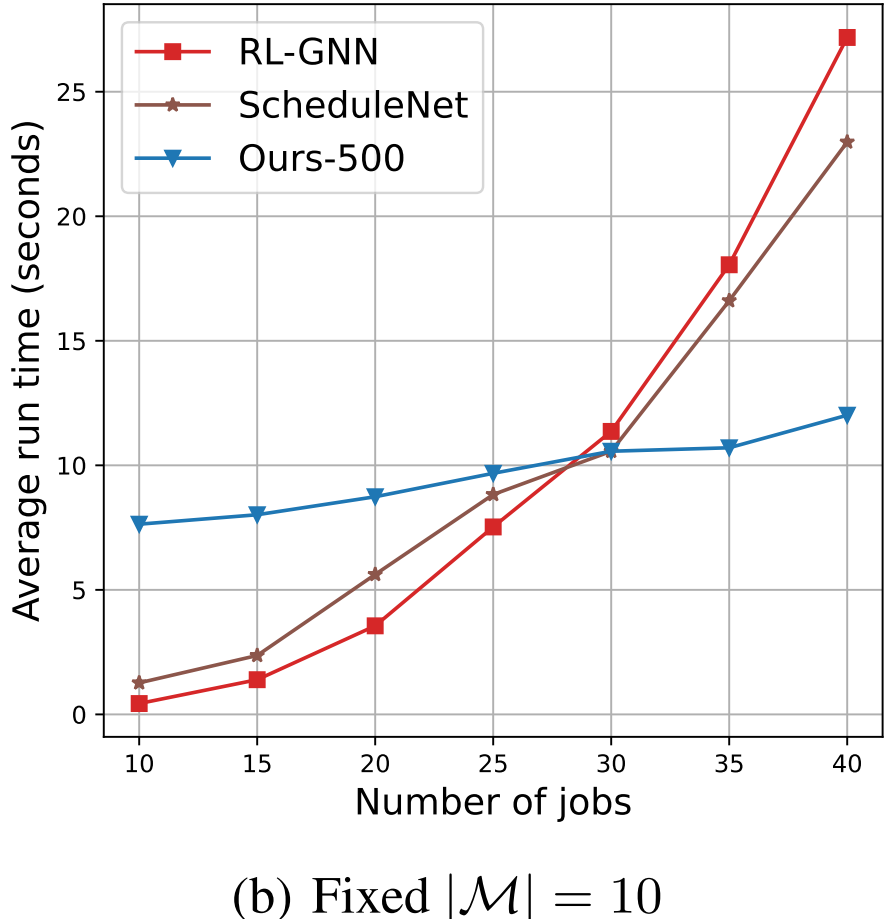 RL-GNN
ScheduleNet
Ours-500
Average run time (seconds)
25
20
15
10
5
0
10 15 20 25 30 35 40
Number of jobs
(b) Fixed |ℳ| = 10